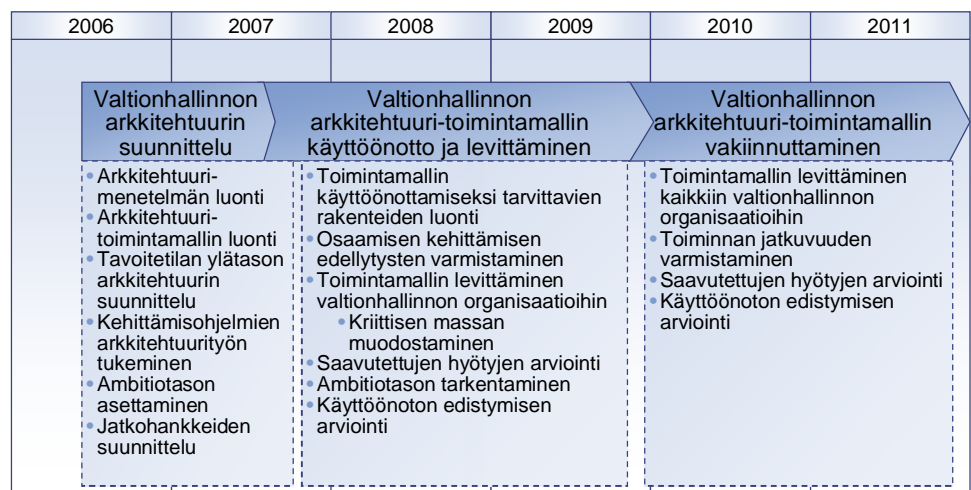 2006 2007 2008 2009 2010 2011
Valtionhallinnon
arkkitehtuurin
suunnittelu
Valtionhallinnon
arkkitehtuuri-toimintamallin
käyttöönotto ja levittäminen
Valtionhallinnon
arkkitehtuuri-toimintamallin
vakiinnuttaminen
• Arkkitehtuuri-
menetelmän luonti
• Arkkitehtuuri-
toimintamallin luonti
• Tavoitetilan ylätason
arkkitehtuurin
suunnittelu
• Kehittämisohjelmien
arkkitehtuurityön
tukeminen
• Ambitiotason
asettaminen
• Jatkohankkeiden
suunnittelu
• Toimintamallin
käyttöönottamiseksi tarvittavien
rakenteiden luonti
• Osaamisen kehittämisen
edellytysten varmistaminen
• Toimintamallin levittäminen
valtionhallinnon organisaatioihin
• Kriittisen massan
muodostaminen
• Saavutettujen hyötyjen arviointi
• Ambitiotason tarkentaminen
• Käyttöönoton edistymisen
arviointi
• Toimintamallin levittäminen
kaikkiin valtionhallinnon
organisaatioihin
• Toiminnan jatkuvuuden
varmistaminen
• Saavutettujen hyötyjen arviointi
• Käyttöönoton edistymisen
arviointi